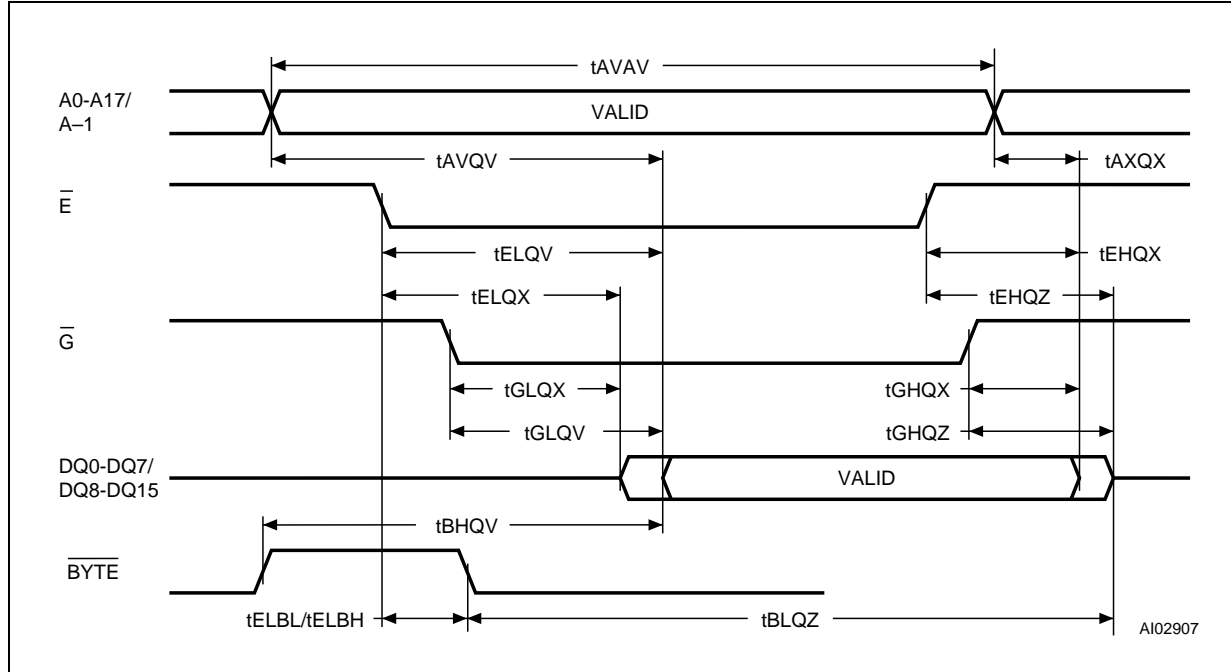 tAVAV
A0-A17/
A–1
VALID
tAVQV
tAXQX
E
tELQV
tEHQX
tELQX
tEHQZ
G
tGLQX
tGHQX
tGLQV
tGHQZ
DQ0-DQ7/
DQ8-DQ15
VALID
tBHQV
BYTE
tELBL/tELBH
tBLQZ
AI02907